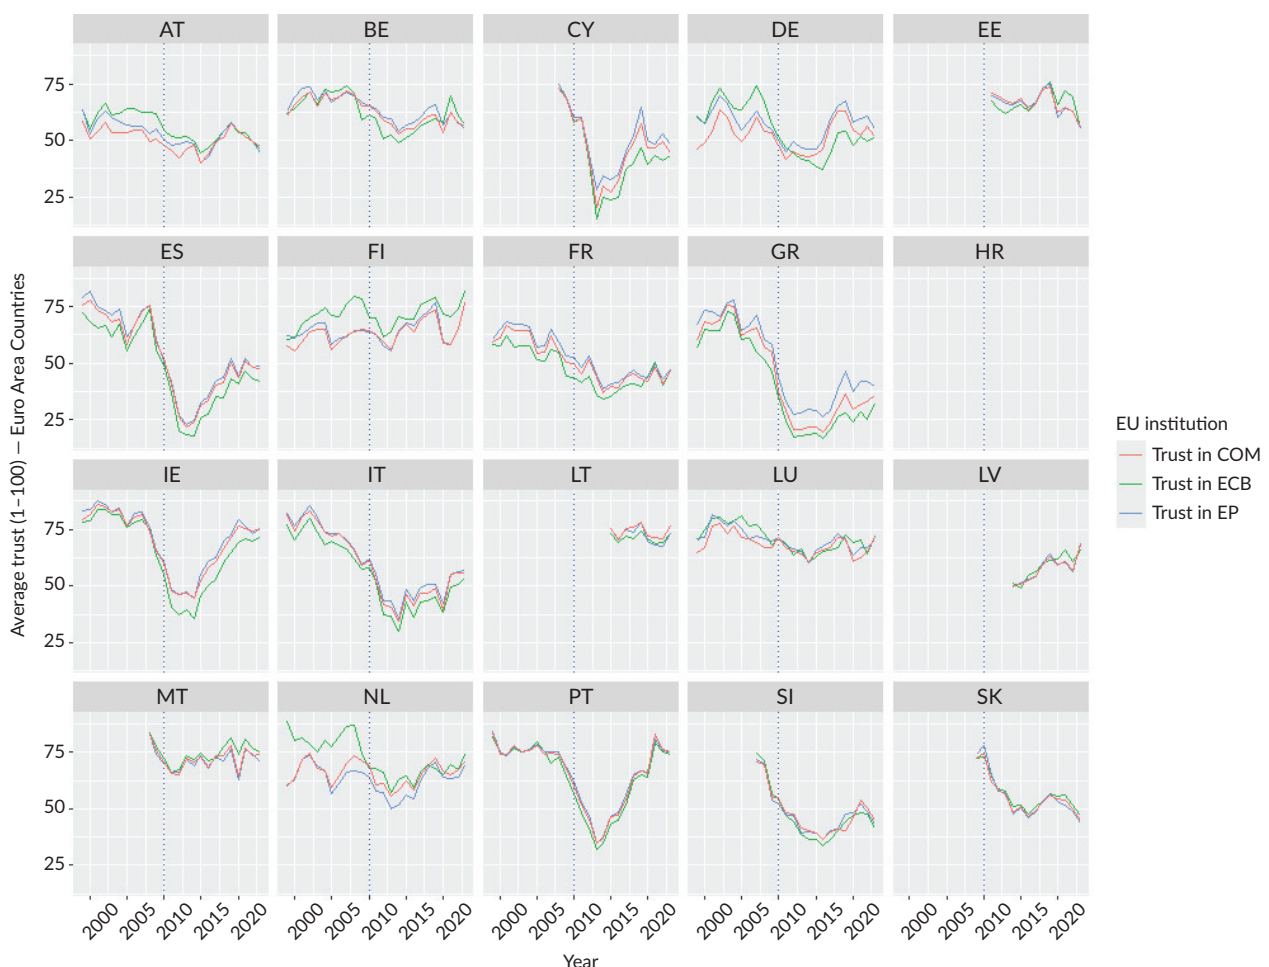 AT BE CY DE EE
75
50
25
ES FI FR GR HR
75
50
25
Average trust (1–100) — Euro Area Countries
EU institution
Trust in COM
Trust in ECB
Trust in EP
IE IT LT LU LV
75
50
25
MT NL PT SI SK
75
50
25
2000 2005 2010 2015 2020 2000 2005 2010 2015 2020 2000 2005 2010 2015 2020 2000 2005 2010 2015 2020 2000 2005 2010 2015 2020
Year